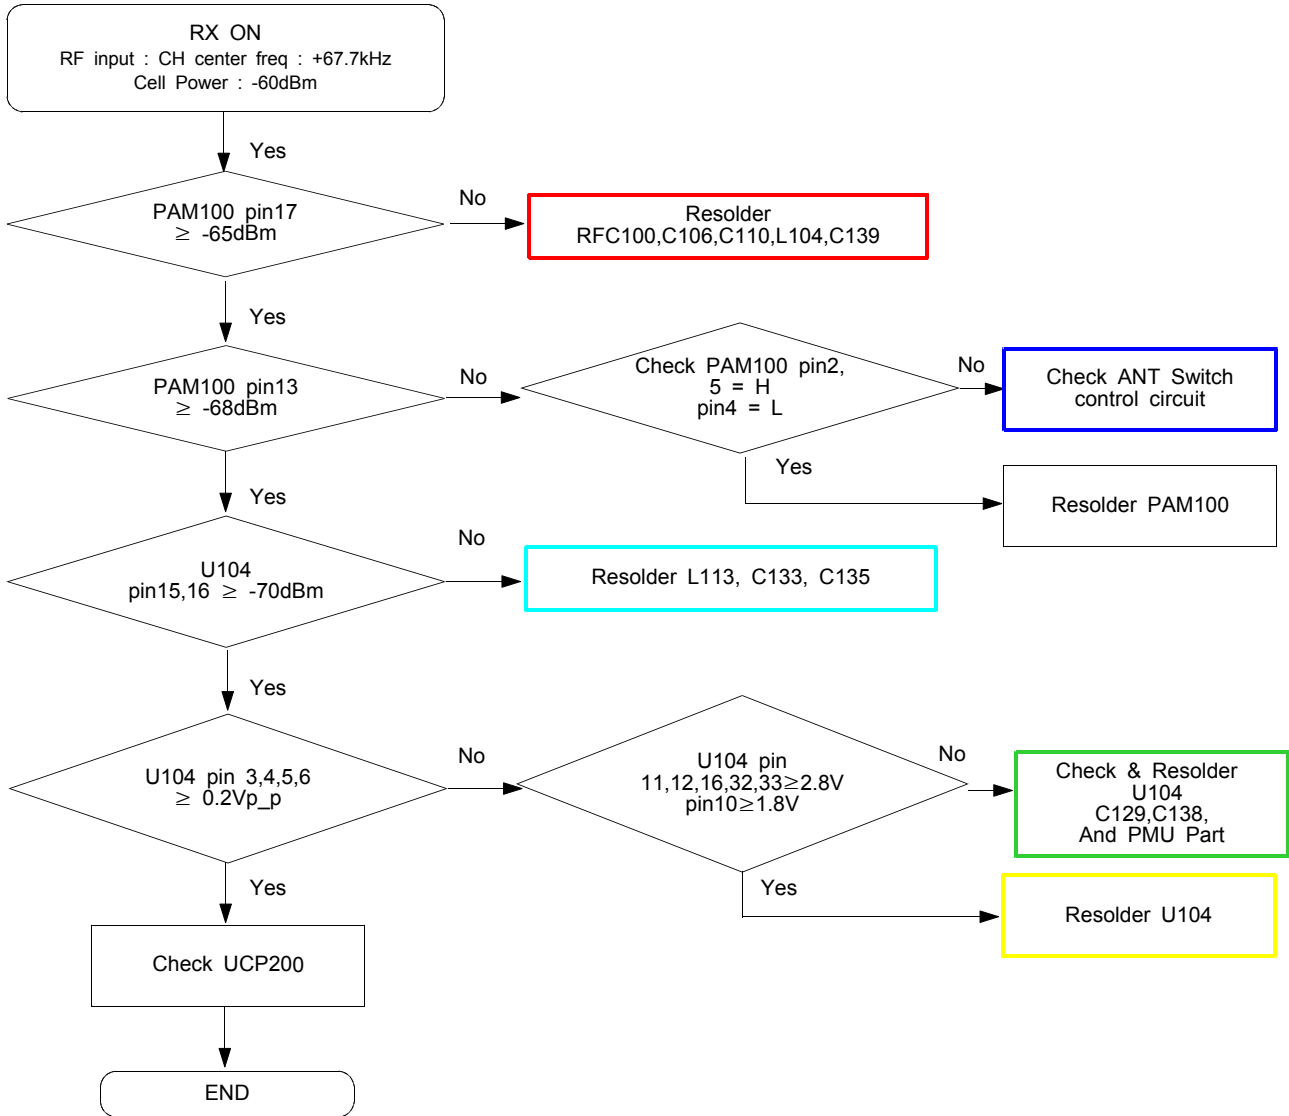 RX ON
RF input : CH center freq : +67.7kHz
Cell Power : -60dBm
Yes
PAM100 pin17
≥ -65dBm
No
Resolder
RFC100,C106,C110,L104,C139
Yes
PAM100 pin13
≥ -68dBm
No
Check PAM100 pin2,
5 = H
pin4 = L
No
Check ANT Switch
control circuit
Yes
Resolder PAM100
Yes
U104
pin15,16 ≥ -70dBm
No
Resolder L113, C133, C135
Yes
U104 pin 3,4,5,6
≥ 0.2Vp_p
No
U104 pin
11,12,16,32,33≥2.8V
pin10≥1.8V
No
Check & Resolder
U104
C129,C138,
And PMU Part
Yes
Resolder U104
Yes
Check UCP200
END